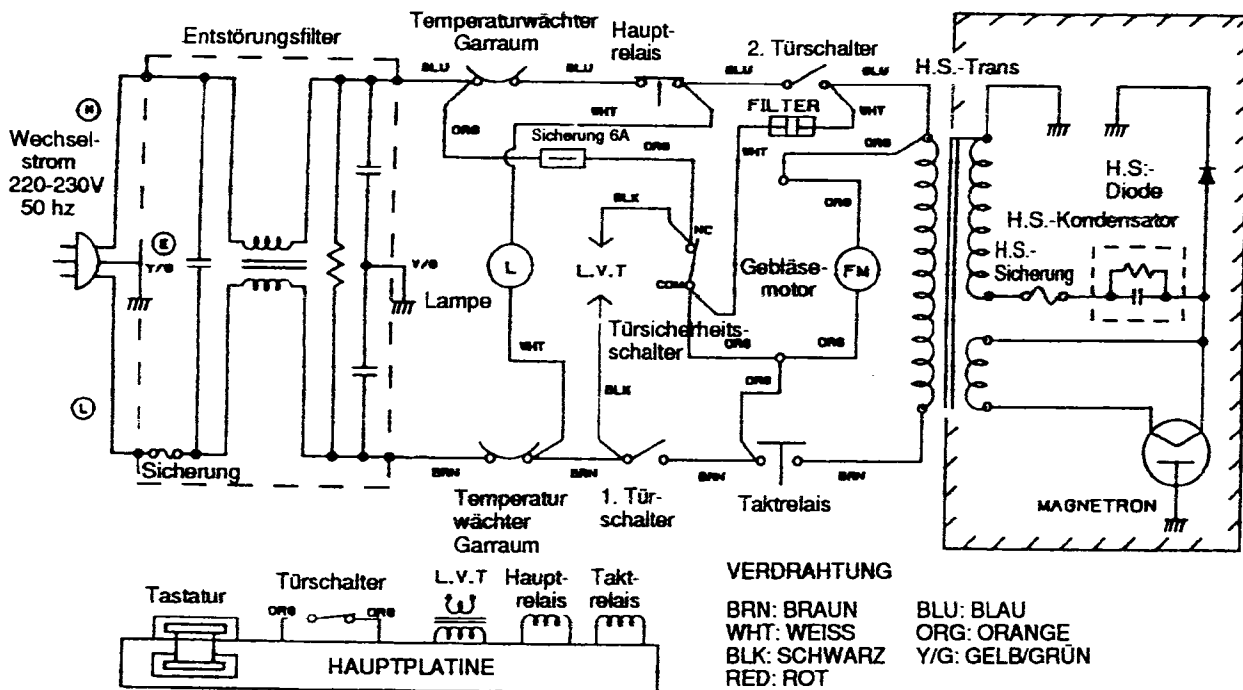 Entstörungsfilter
Temperaturwächter
Garraum
Haupt-
relais
2. Türschalter
H.S.-Trans
BLU
BLU
BLU
BLU
N
Wechsel-
strom
220-230V
50 hz
E
Y/G
L
Sicherung
Y/G
Lampe
ORG
WHT
Sicherung 6A
ORG
FILTER
WHT
WHT
ORG
BLK
NC
COM
L.V.T
L
WHT
Türsicherheits-
schalter
BLK
Gebläse-
motor
ORG
FM
ORG
ORG
ORG
H.S.-
Diode
H.S.-Kondensator
H.S.-
Sicherung
MAGNETRON
BRN
BRN
BRN
BRN
Temperatur
wächter
Garraum
1. Tür-
schalter
Taktrelais
Tastatur
Türschalter
ORG
ORG
L.V.T
Haupt-
relais
Takt-
relais
HAUPTPLATINE
VERDRAHTUNG
BRN: BRAUN BLU: BLAU
WHT: WEISS ORG: ORANGE
BLK: SCHWARZ Y/G: GELB/GRÜN
RED: ROT